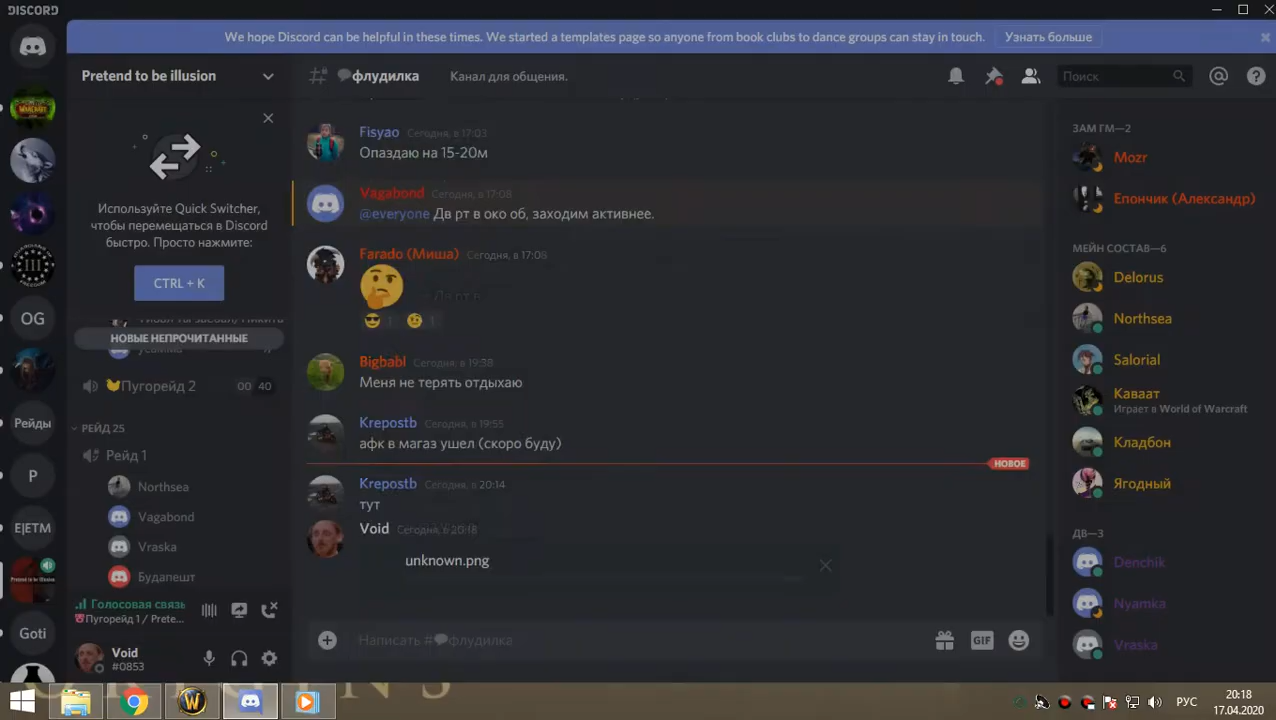 DISCORD
We hope Discord can be helpful in these times. We started a templates page so anyone from book clubs to dance groups can stay in touch.
Узнать больше
Pretend to be illusion
флудилка
Канал для общения.
Поиск
Используйте Quick Switcher,
чтобы перемещаться в Discord
быстро. Просто нажмите:
CTRL + K
НОВЫЕ НЕПРОЧИТАННЫЕ
Пугорейд 2
00 40
РЕЙД 25
Рейд 1
Northsea
Vagabond
Vraska
Будапешт
Голосовая связь
Пугорейд 1 / Prete...
Void
#0853
OG
Рейды
P
E|ETM
Goti
Fisyao Сегодня, в 17:03
Опаздаю на 15-20м
Vagabond Сегодня, в 17:08
@everyone Дв рт в око об, заходим активнее.
Farado (Миша) Сегодня, в 17:08
Дв рт в
1 1
Bigbabl Сегодня, в 19:38
Меня не терять отдыхаю
Krepostb Сегодня, в 19:55
афк в магаз ушел (скоро буду)
НОВОЕ
Krepostb Сегодня, в 20:14
тут
Void Сегодня, в 20:18
unknown.png
Написать #флудилка
GIF
ЗАМ ГМ—2
Mozr
Епончик (Александр)
МЕЙН СОСТАВ—6
Delorus
Northsea
Salorial
Каваат
Играет в World of Warcraft
Кладбон
Ягодный
ДВ—3
Denchik
Nyamka
Vraska
РУС
20:18
17.04.2020